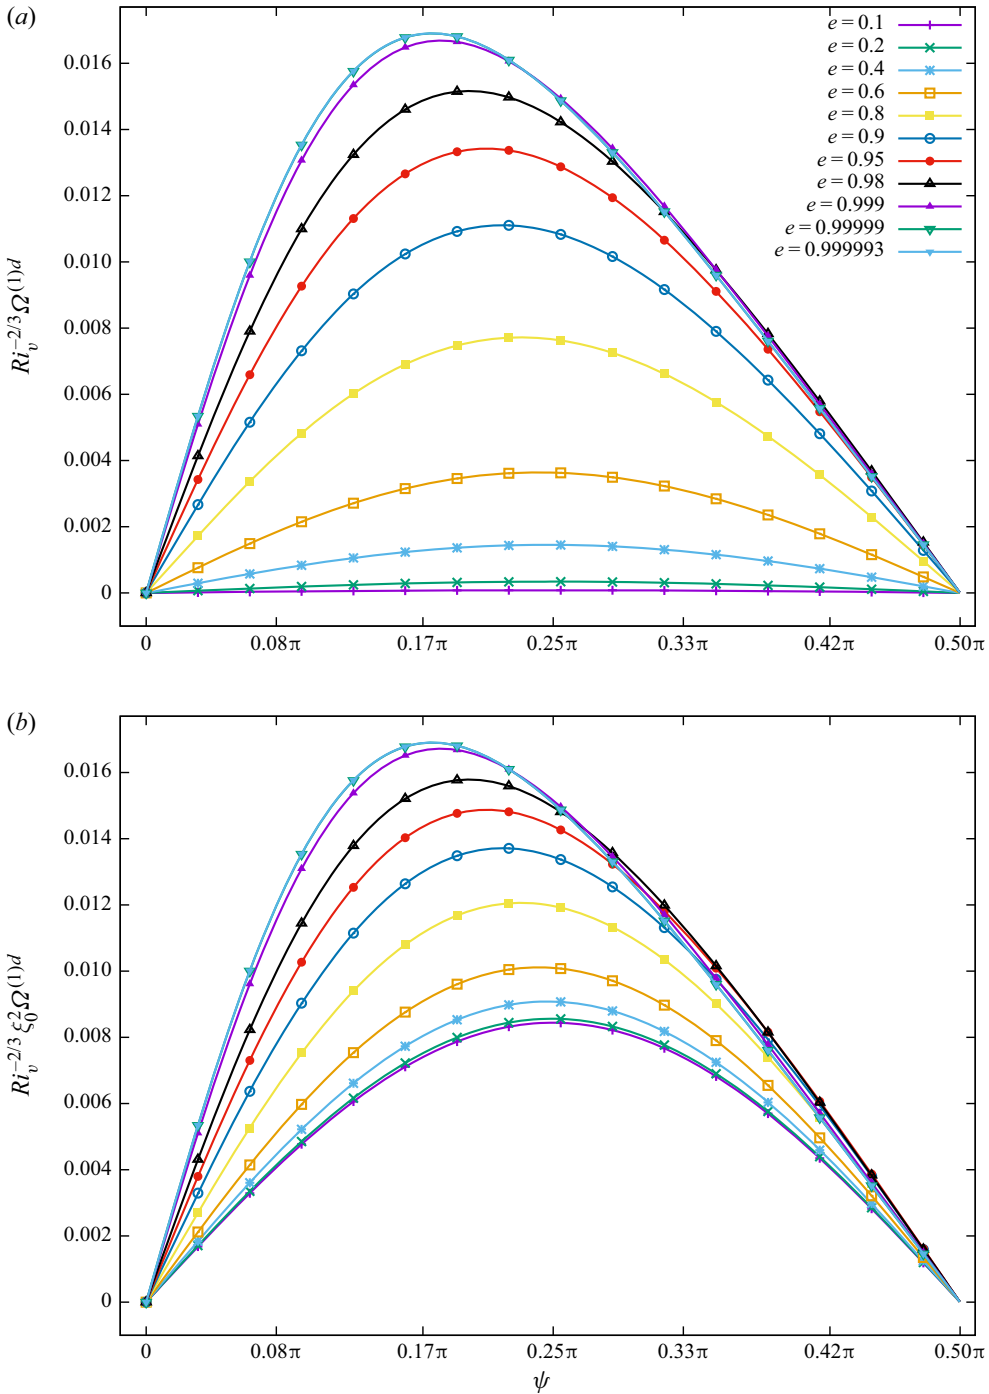 (a)
0.016
0.014
0.012
0.010
0.008
0.006
0.004
0.002
0
Ri_v^{-2/3} Ω^{(1)d}
e = 0.1
e = 0.2
e = 0.4
e = 0.6
e = 0.8
e = 0.9
e = 0.95
e = 0.98
e = 0.999
e = 0.99999
e = 0.999993
0 0.08π 0.17π 0.25π 0.33π 0.42π 0.50π
(b)
0.016
0.014
0.012
0.010
0.008
0.006
0.004
0.002
0
Ri_v^{-2/3} ξ_0^2 Ω^{(1)d}
0 0.08π 0.17π 0.25π 0.33π 0.42π 0.50π
ψ